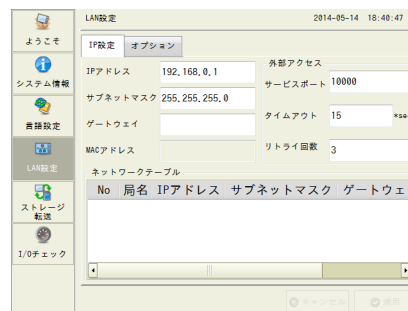 LAN設定
2014-05-14 18:40:47
ようこそ
システム情報
言語設定
LAN設定
ストレージ
転送
I/Oチェック
IP設定
オプション
IPアドレス
192.168.0.1
サブネットマスク
255.255.255.0
ゲートウェイ
MACアドレス
外部アクセス
サービスポート
10000
タイムアウト
15
*se
リトライ回数
3
ネットワークテーブル
No 局名 IPアドレス サブネットマスク ゲートウェ
キャンセル
適用